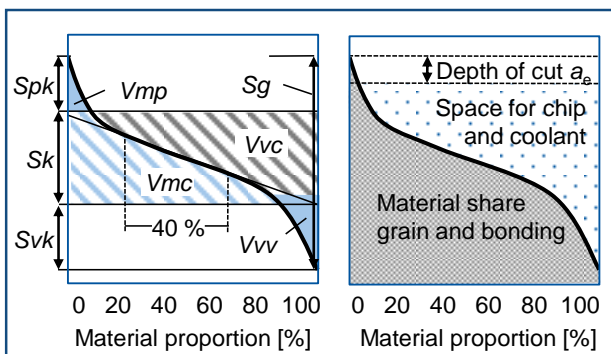 Spk
Sk
Svk
Vmp
Sg
Vvc
Vmc
40 %
Vvv
0 20 40 60 80 100
Material proportion [%]
Depth of cut ae
Space for chip
and coolant
Material share
grain and bonding
0 20 40 60 80 100
Material proportion [%]